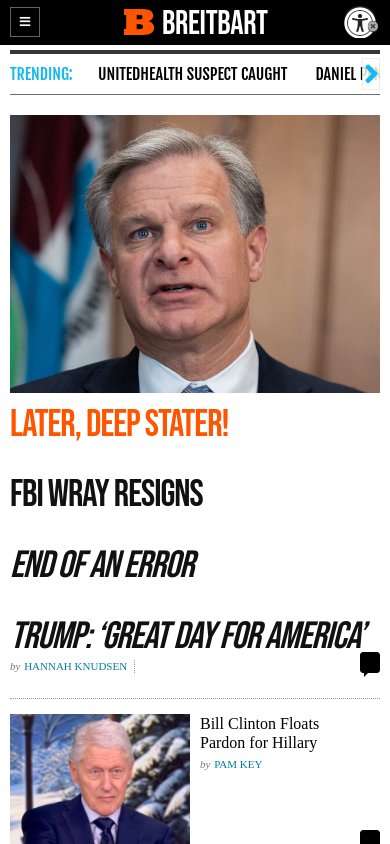 BREITBART
TRENDING: UNITEDHEALTH SUSPECT CAUGHT DANIEL
LATER, DEEP STATER!
FBI WRAY RESIGNS
END OF AN ERROR
TRUMP: ‘GREAT DAY FOR AMERICA’
by HANNAH KNUDSEN
Bill Clinton Floats
Pardon for Hillary
by PAM KEY